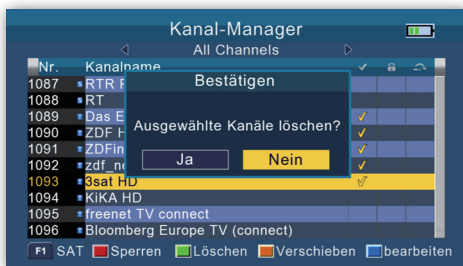 Kanal-Manager
All Channels
Nr. Kanalname
1087 RTR
1088 RT
Bestätigen
1089 Das E
Ausgewählte Kanäle löschen?
1090 ZDF H
1091 ZDFin
1092 zdf_ne
Ja Nein
1093 3sat HD
1094 KiKA HD
1095 freenet TV connect
1096 Bloomberg Europe TV (connect)
F1 SAT Sperren Löschen Verschieben bearbeiten